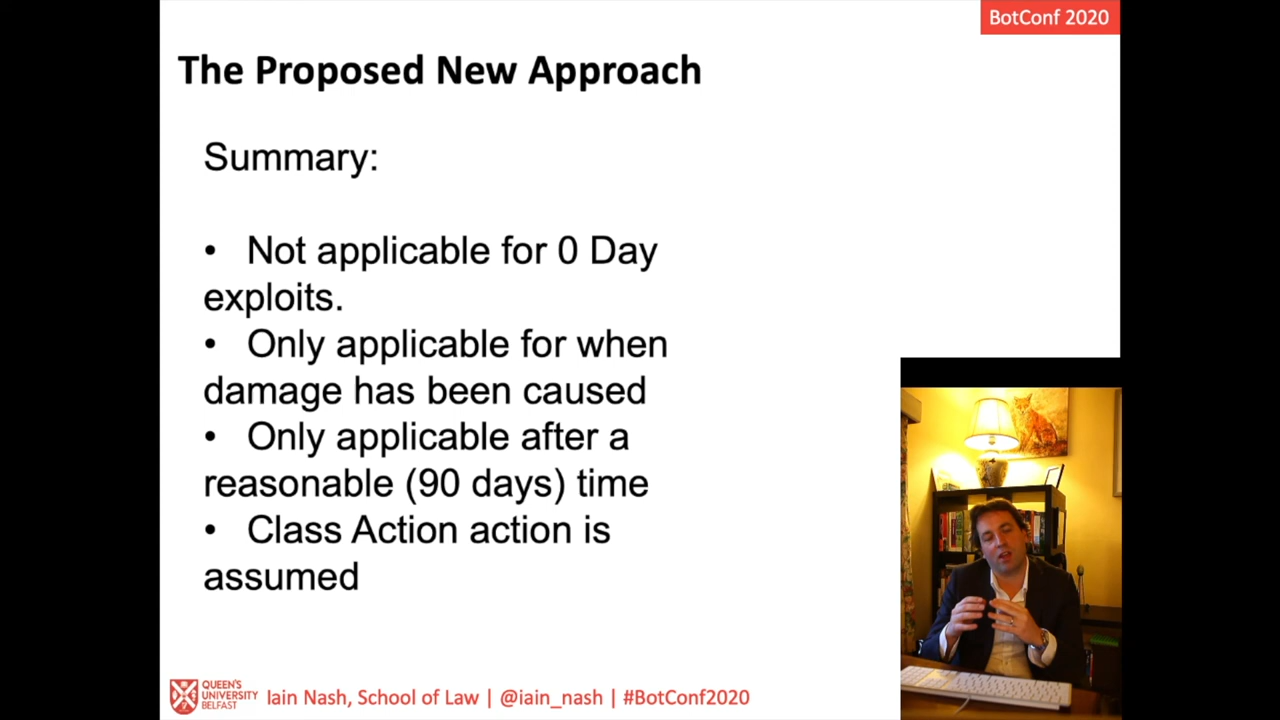 BotConf 2020
The Proposed New Approach
Summary:
• Not applicable for 0 Day
exploits.
• Only applicable for when
damage has been caused
• Only applicable after a
reasonable (90 days) time
• Class Action action is
assumed
QUEEN'S
UNIVERSITY
BELFAST
Iain Nash, School of Law | @iain_nash | #BotConf2020